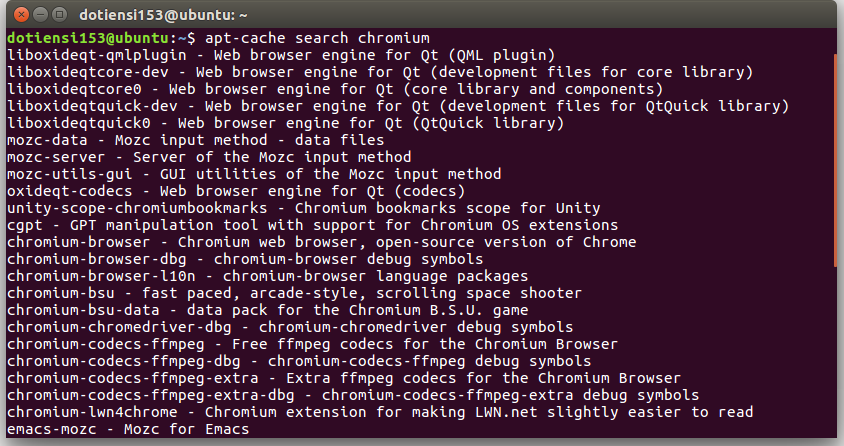 dotiensi153@ubuntu: ~
dotiensi153@ubuntu:~$ apt-cache search chromium
liboxideqt-qmlplugin - Web browser engine for Qt (QML plugin)
liboxideqtcore-dev - Web browser engine for Qt (development files for core library)
liboxideqtcore0 - Web browser engine for Qt (core library and components)
liboxideqtquick-dev - Web browser engine for Qt (development files for QtQuick library)
liboxideqtquick0 - Web browser engine for Qt (QtQuick library)
mozc-data - Mozc input method - data files
mozc-server - Server of the Mozc input method
mozc-utils-gui - GUI utilities of the Mozc input method
oxideqt-codecs - Web browser engine for Qt (codecs)
unity-scope-chromiumbookmarks - Chromium bookmarks scope for Unity
cgpt - GPT manipulation tool with support for Chromium OS extensions
chromium-browser - Chromium web browser, open-source version of Chrome
chromium-browser-dbg - chromium-browser debug symbols
chromium-browser-l10n - chromium-browser language packages
chromium-bsu - fast paced, arcade-style, scrolling space shooter
chromium-bsu-data - data pack for the Chromium B.S.U. game
chromium-chromedriver-dbg - chromium-chromedriver debug symbols
chromium-codecs-ffmpeg - Free ffmpeg codecs for the Chromium Browser
chromium-codecs-ffmpeg-dbg - chromium-codecs-ffmpeg debug symbols
chromium-codecs-ffmpeg-extra - Extra ffmpeg codecs for the Chromium Browser
chromium-codecs-ffmpeg-extra-dbg - chromium-codecs-ffmpeg-extra debug symbols
chromium-lwn4chrome - Chromium extension for making LWN.net slightly easier to read
emacs-mozc - Mozc for Emacs